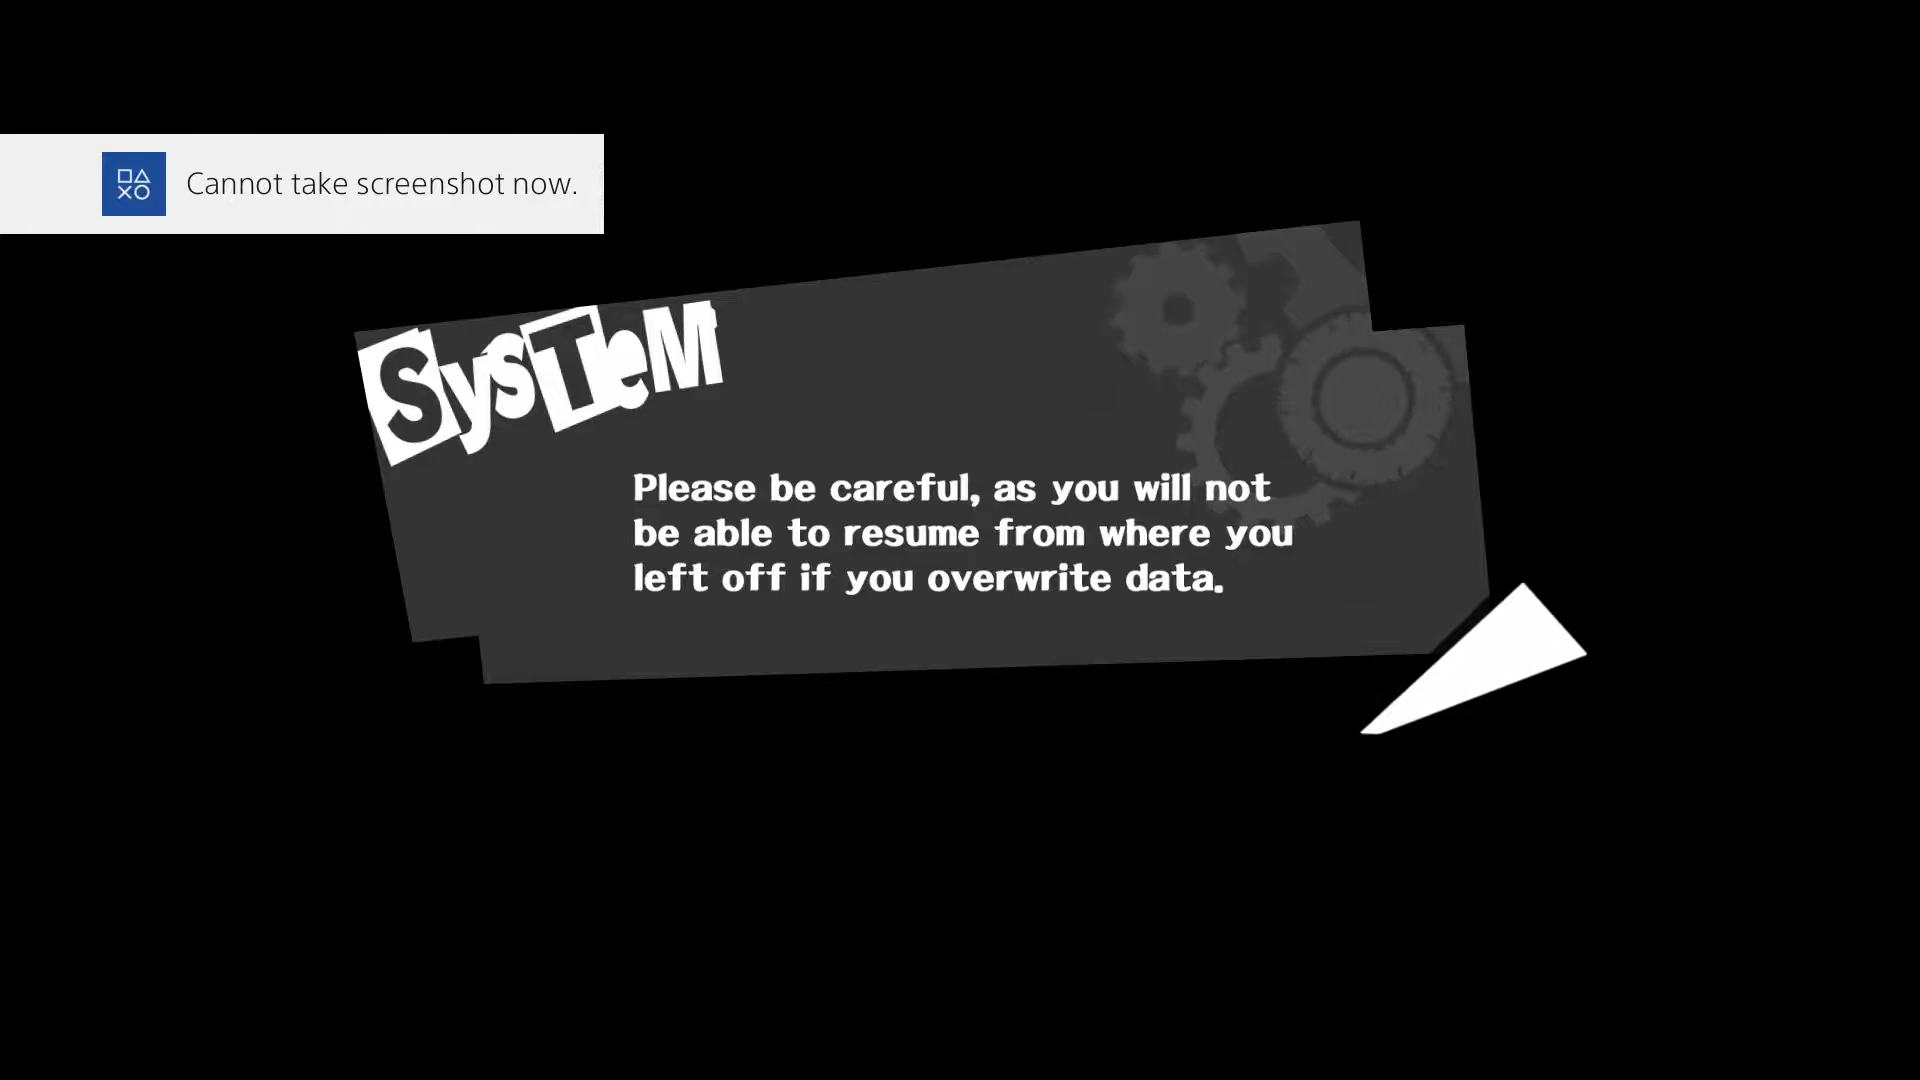 Cannot take screenshot now.
SysTeM
Please be careful, as you will not
be able to resume from where you
left off if you overwrite data.